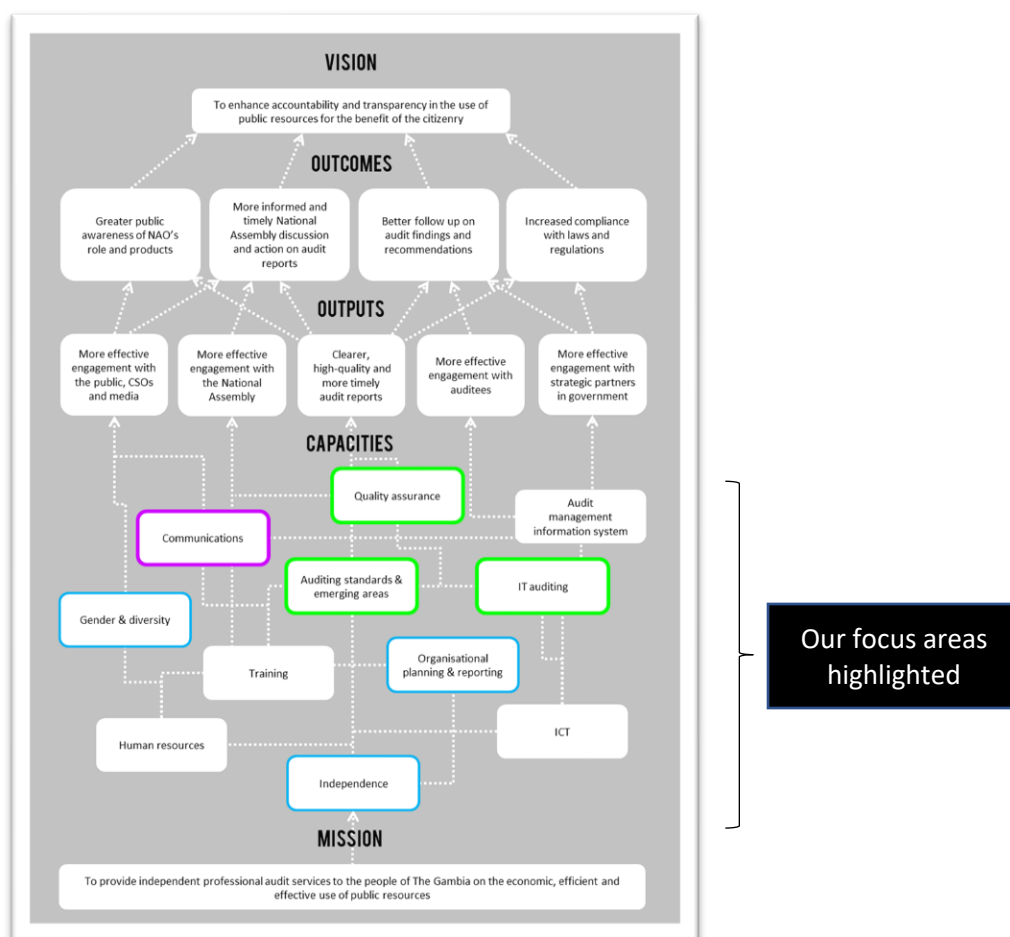 VISION
To enhance accountability and transparency in the use of
public resources for the benefit of the citizenry
OUTCOMES
Greater public
awareness of NAO's
role and products
More informed and
timely National
Assembly discussion
and action on audit
reports
Better follow up on
audit findings and
recommendations
Increased compliance
with laws and
regulations
OUTPUTS
More effective
engagement with
the public, CSOs
and media
More effective
engagement with
the National
Assembly
Clearer,
high-quality and
more timely
audit reports
More effective
engagement with
auditees
More effective
engagement with
strategic partners
in government
CAPACITIES
Quality assurance
Audit
management
information system
Communications
Auditing standards &
emerging areas
IT auditing
Gender & diversity
Organisational
planning & reporting
Training
Human resources
ICT
Independence
Our focus areas
highlighted
MISSION
To provide independent professional audit services to the people of The Gambia on the economic, efficient and
effective use of public resources